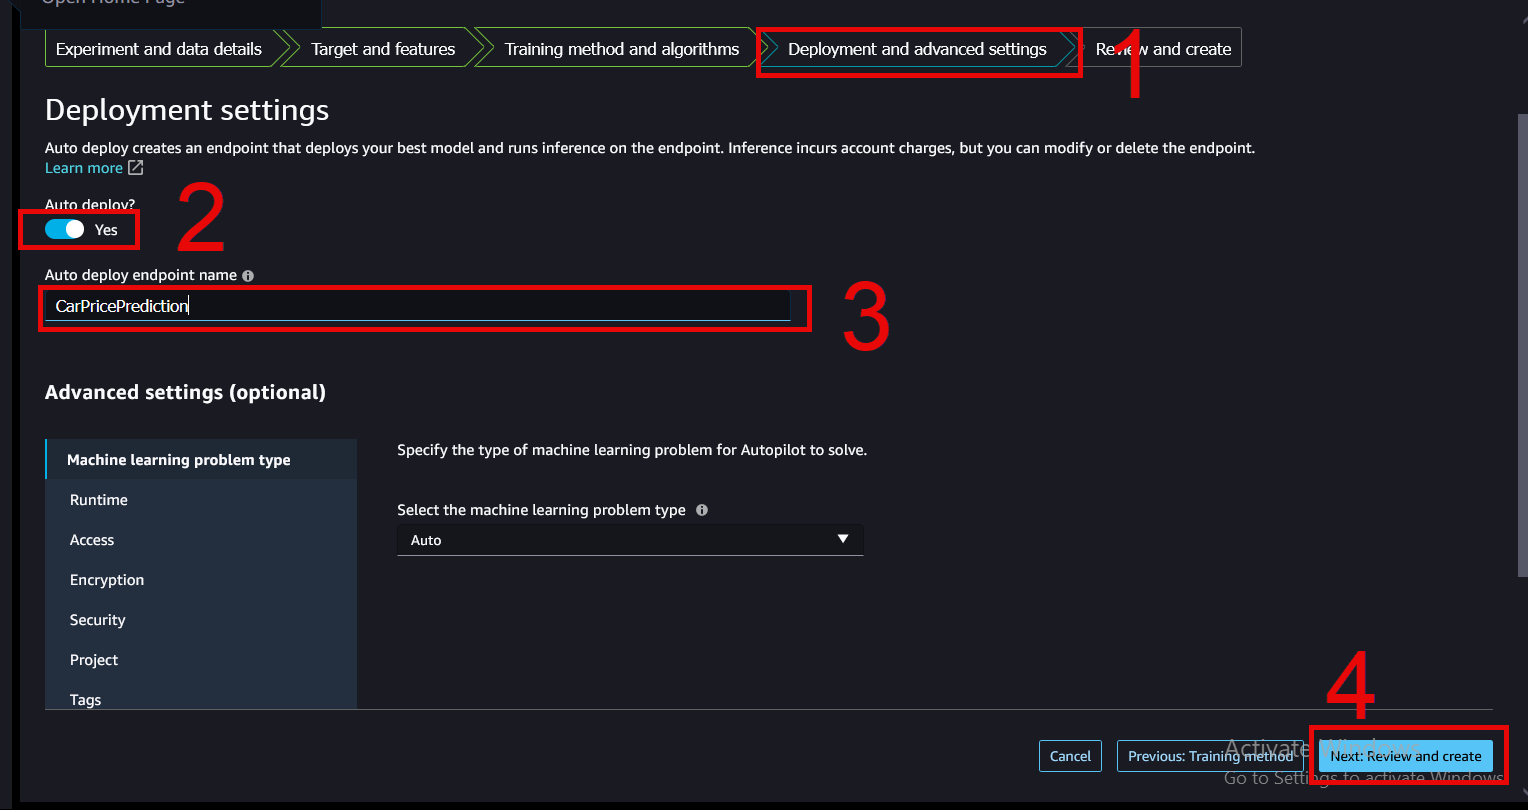 Open Home Page
Experiment and data details
Target and features
Training method and algorithms
Deployment and advanced settings
Review and create
1
Deployment settings
Auto deploy creates an endpoint that deploys your best model and runs inference on the endpoint. Inference incurs account charges, but you can modify or delete the endpoint.
Learn more
Auto deploy?
Yes
2
Auto deploy endpoint name
CarPricePrediction
3
Advanced settings (optional)
Machine learning problem type
Runtime
Access
Encryption
Security
Project
Tags
Specify the type of machine learning problem for Autopilot to solve.
Select the machine learning problem type
Auto
4
Cancel
Previous: Training method
Next: Review and create
Activate Windows
Go to Settings to activate Windows